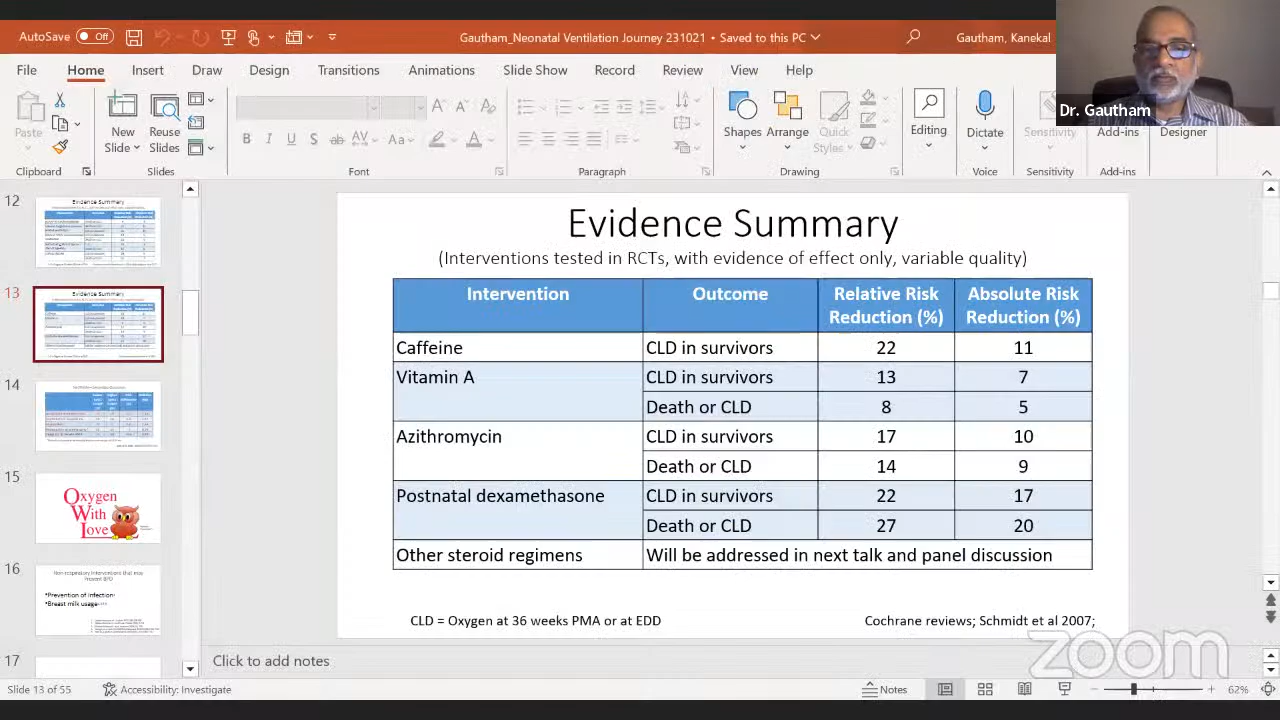 AutoSave Off
Gautham_Neonatal Ventilation Journey 231021 • Saved to this PC
Gautham, Kanekal
Dr. Gautham
File Home Insert Draw Design Transitions Animations Slide Show Record Review View Help
Paste
New Slide
Reuse Slides
Shapes
Arrange
Quick Styles
Editing
Dictate
Sensitivity
Add-ins
Designer
Clipboard
Slides
Font
Paragraph
Drawing
Voice
Sensitivity
Add-ins
12
Evidence Summary
13
Evidence Summary
14
15
Oxygen
With
Love
16
Non-respiratory Interventions that may
Prevent BPD
•Prevention of Infection
•Breast milk usage
17
Evidence Summary
(Interventions tested in RCTs, with evidence of effect only, variable quality)
Intervention Outcome Relative Risk Reduction (%) Absolute Risk Reduction (%)
Caffeine CLD in survivors 22 11
Vitamin A CLD in survivors 13 7
Death or CLD 8 5
Azithromycin CLD in survivors 17 10
Death or CLD 14 9
Postnatal dexamethasone CLD in survivors 22 17
Death or CLD 27 20
Other steroid regimens Will be addressed in next talk and panel discussion
CLD = Oxygen at 36 weeks PMA or at EDD
Cochrane reviews; Schmidt et al 2007;
zoom
Click to add notes
Slide 13 of 55
Accessibility: Investigate
Notes
62%